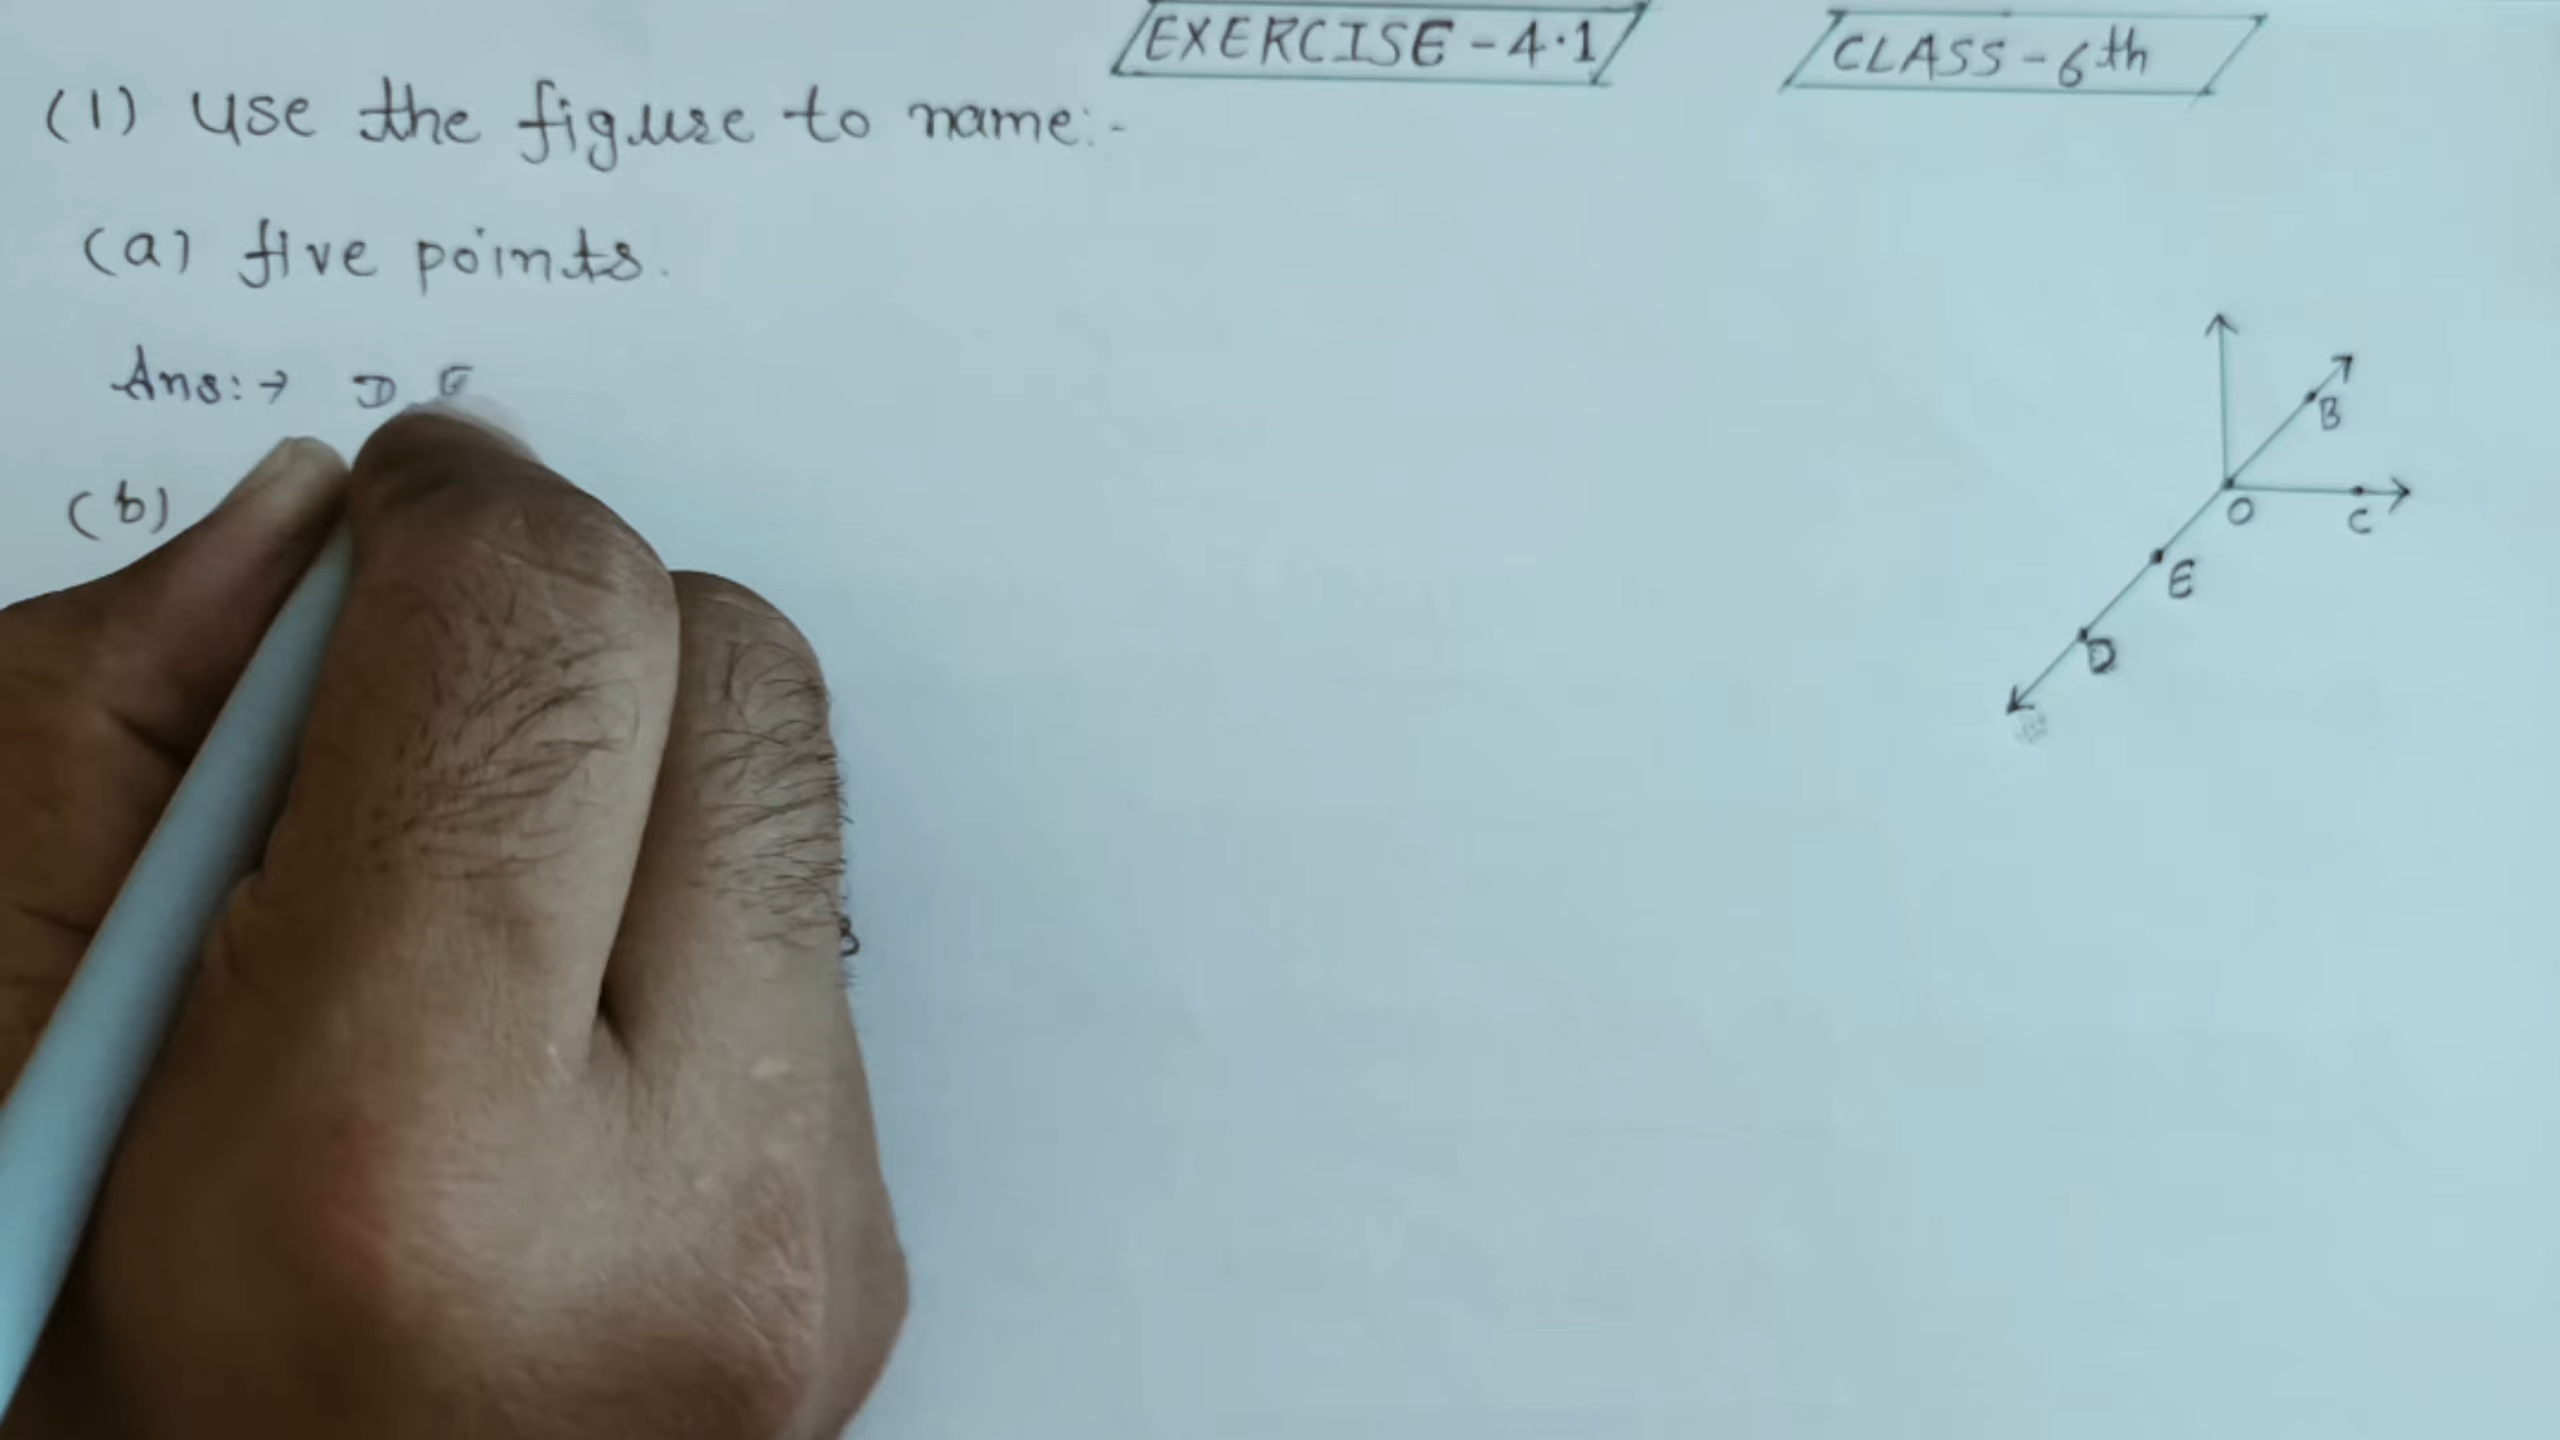 EXERCISE - 4.1
CLASS - 6th
(1) Use the figure to name:-
(a) five points.
Ans:→ D, E
(b)
B
O
C
E
D